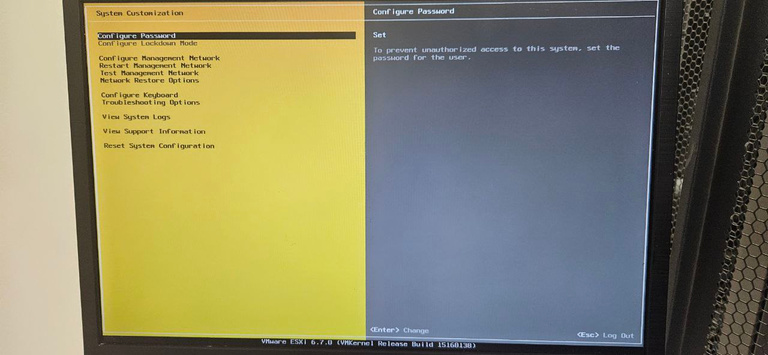 System Customization
Configure Password
Configure Lockdown Mode
Configure Management Network
Restart Management Network
Test Management Network
Network Restore Options
Configure Keyboard
Troubleshooting Options
View System Logs
View Support Information
Reset System Configuration
Configure Password
Set
To prevent unauthorized access to this system, set the
password for the user.
<Enter> Change
<Esc> Log Out
VMware ESXi 6.7.0 (VMKernel Release Build 15160138)